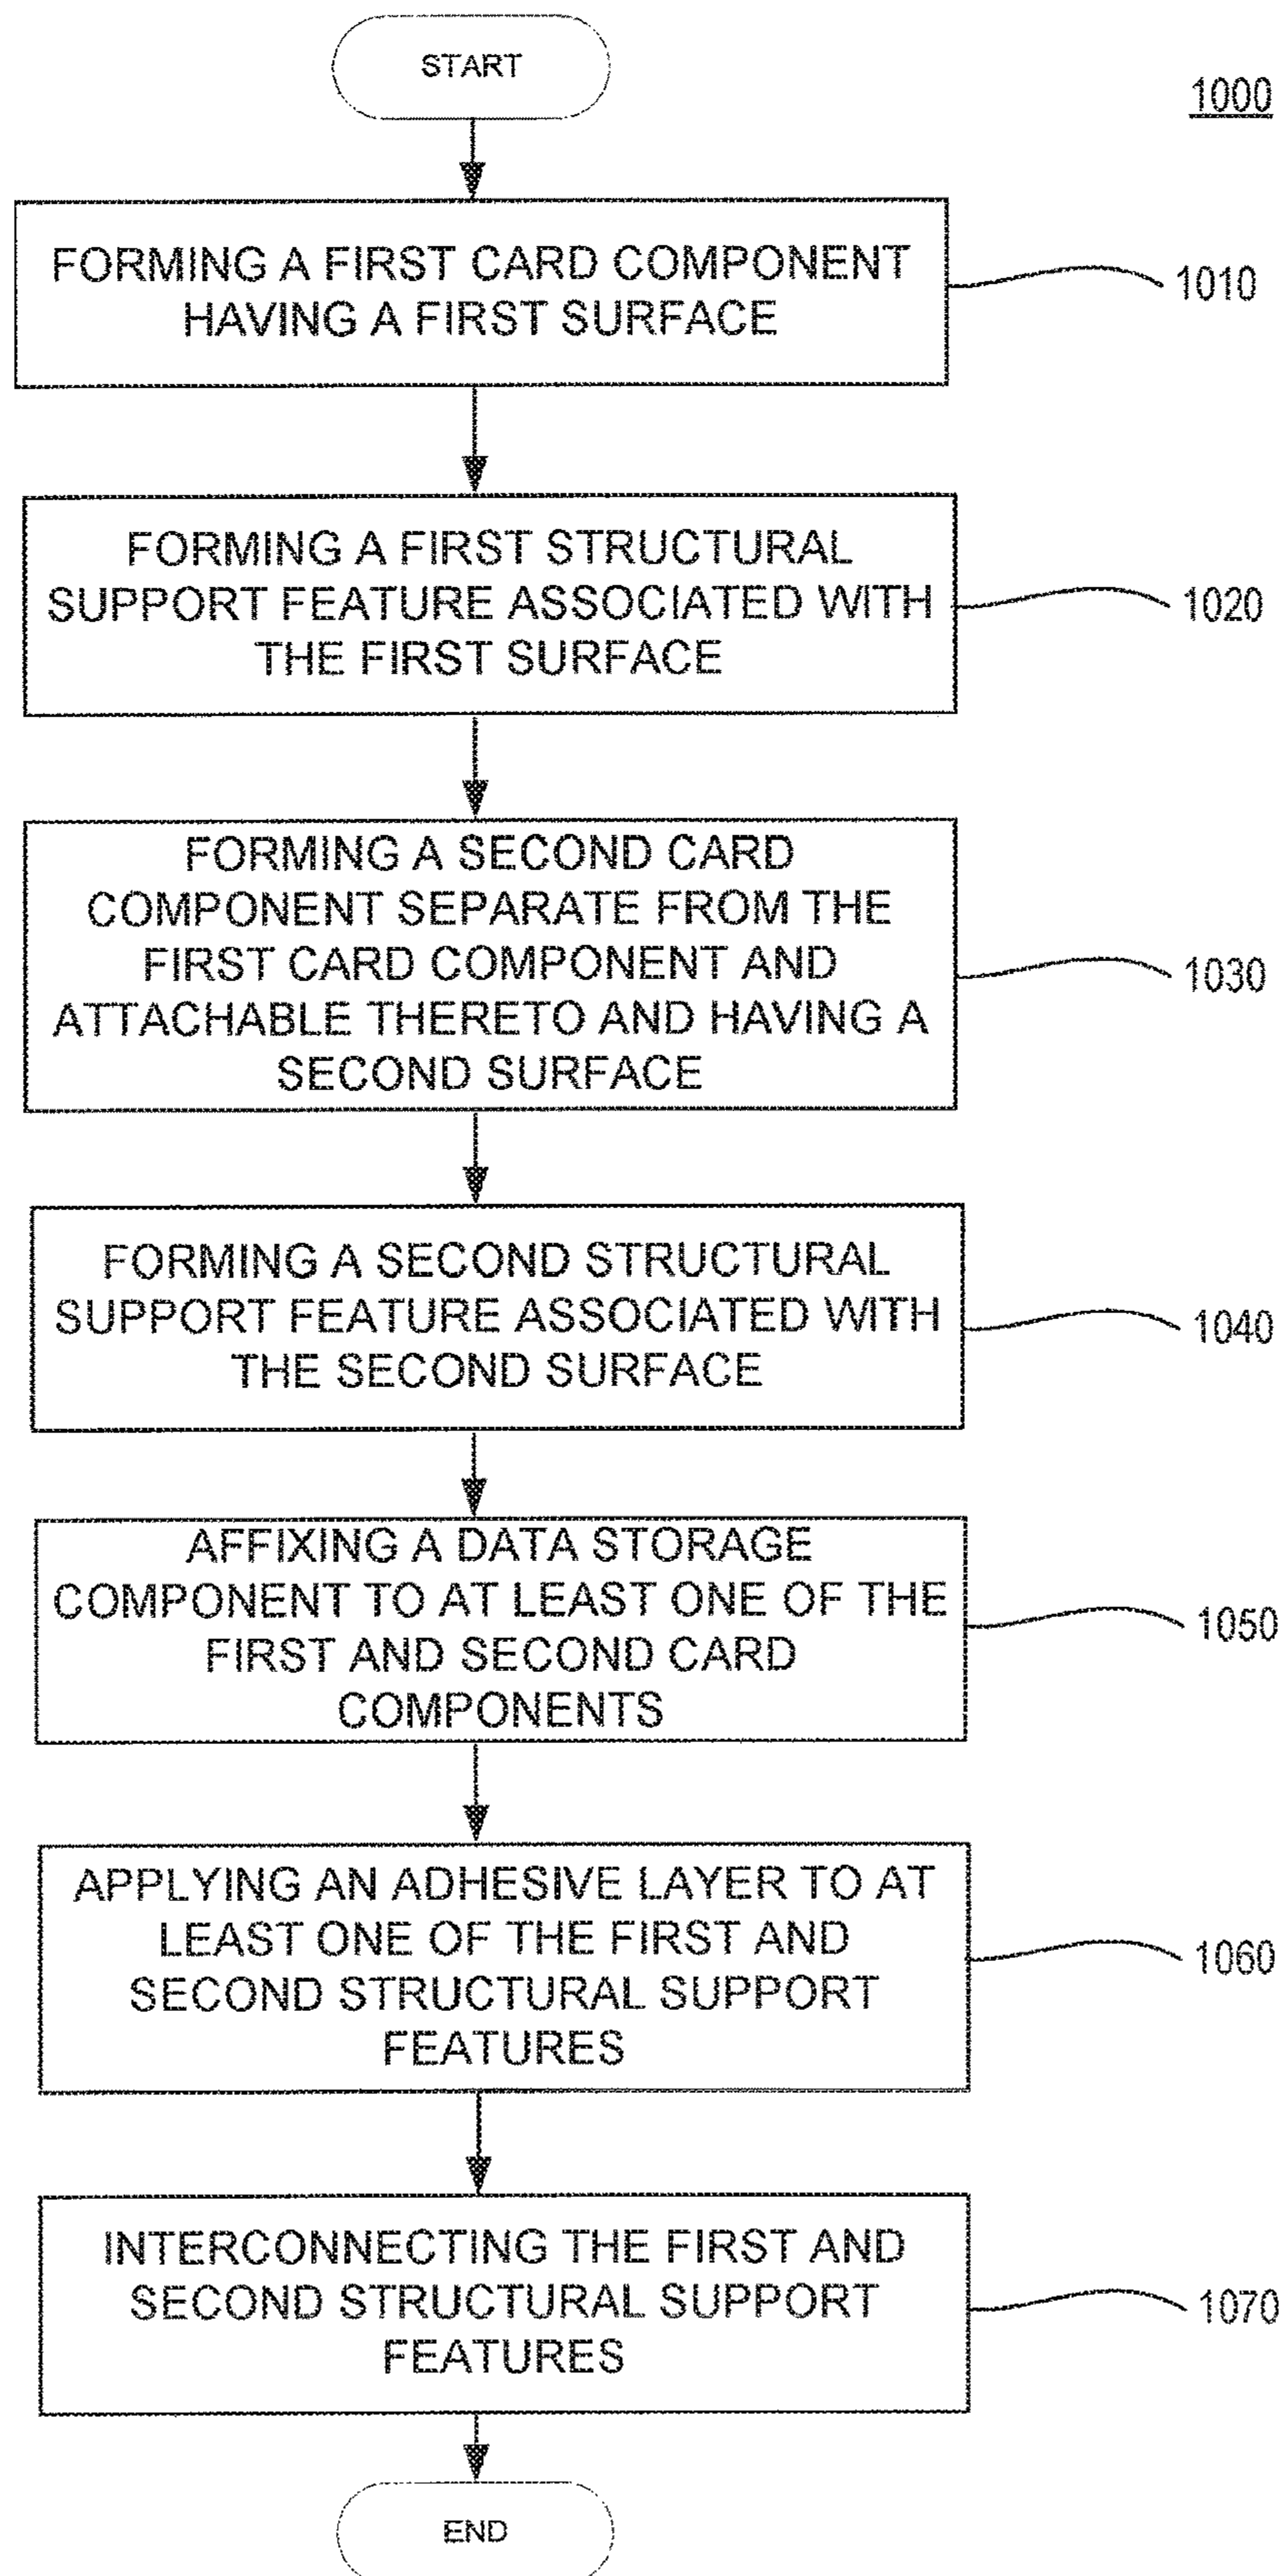 START
1000
FORMING A FIRST CARD COMPONENT
HAVING A FIRST SURFACE
1010
FORMING A FIRST STRUCTURAL
SUPPORT FEATURE ASSOCIATED WITH
THE FIRST SURFACE
1020
FORMING A SECOND CARD
COMPONENT SEPARATE FROM THE
FIRST CARD COMPONENT AND
ATTACHABLE THERETO AND HAVING A
SECOND SURFACE
1030
FORMING A SECOND STRUCTURAL
SUPPORT FEATURE ASSOCIATED WITH
THE SECOND SURFACE
1040
AFFIXING A DATA STORAGE
COMPONENT TO AT LEAST ONE OF THE
FIRST AND SECOND CARD
COMPONENTS
1050
APPLYING AN ADHESIVE LAYER TO AT
LEAST ONE OF THE FIRST AND
SECOND STRUCTURAL SUPPORT
FEATURES
1060
INTERCONNECTING THE FIRST AND
SECOND STRUCTURAL SUPPORT
FEATURES
1070
END